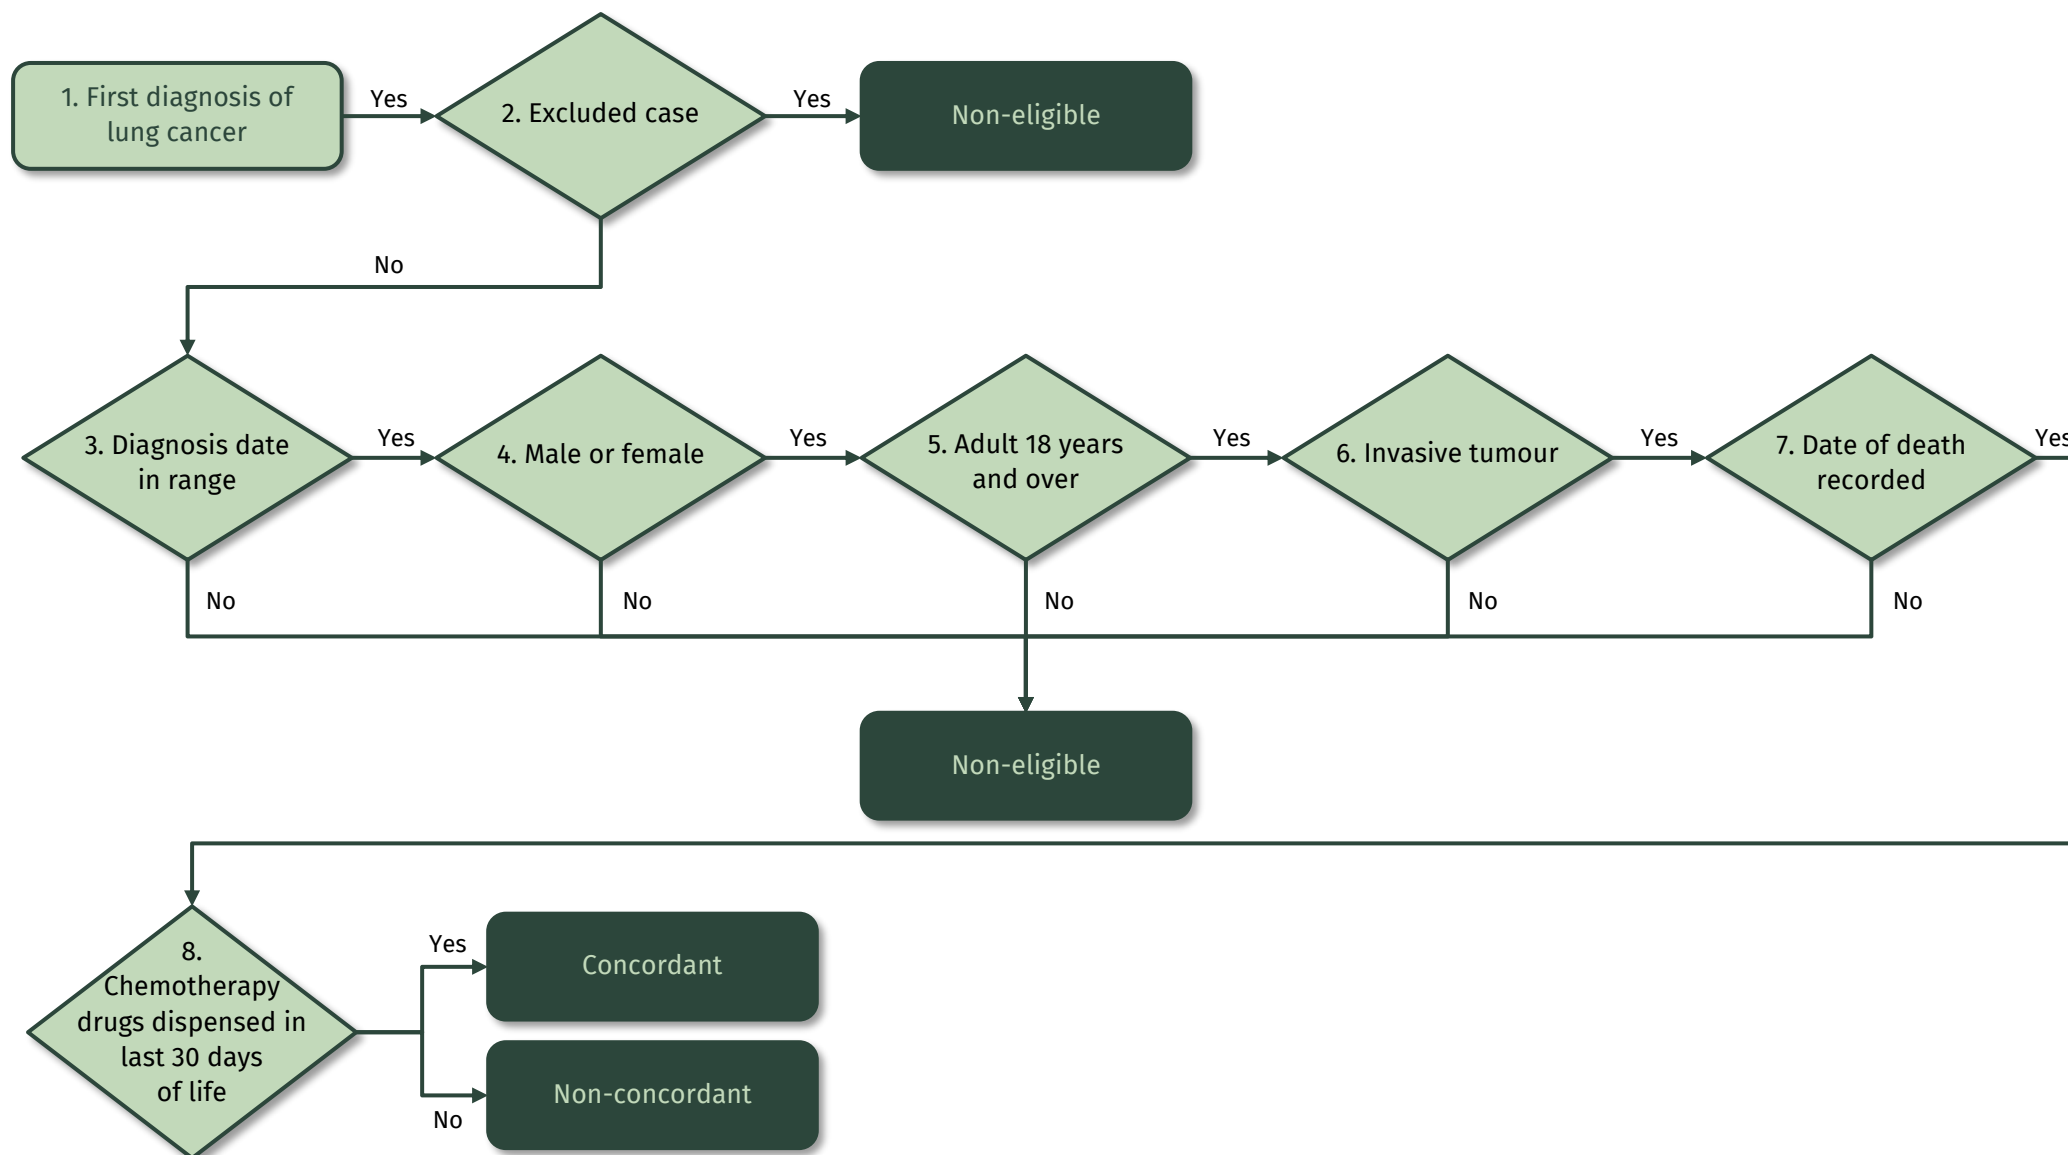 1. First diagnosis of
lung cancer
Yes
2. Excluded case
Yes
Non-eligible
No
3. Diagnosis date
in range
Yes
4. Male or female
Yes
5. Adult 18 years
and over
Yes
6. Invasive tumour
Yes
7. Date of death
recorded
Yes
No
No
No
No
No
Non-eligible
8.
Chemotherapy
drugs dispensed in
last 30 days
of life
Yes
Concordant
No
Non-concordant